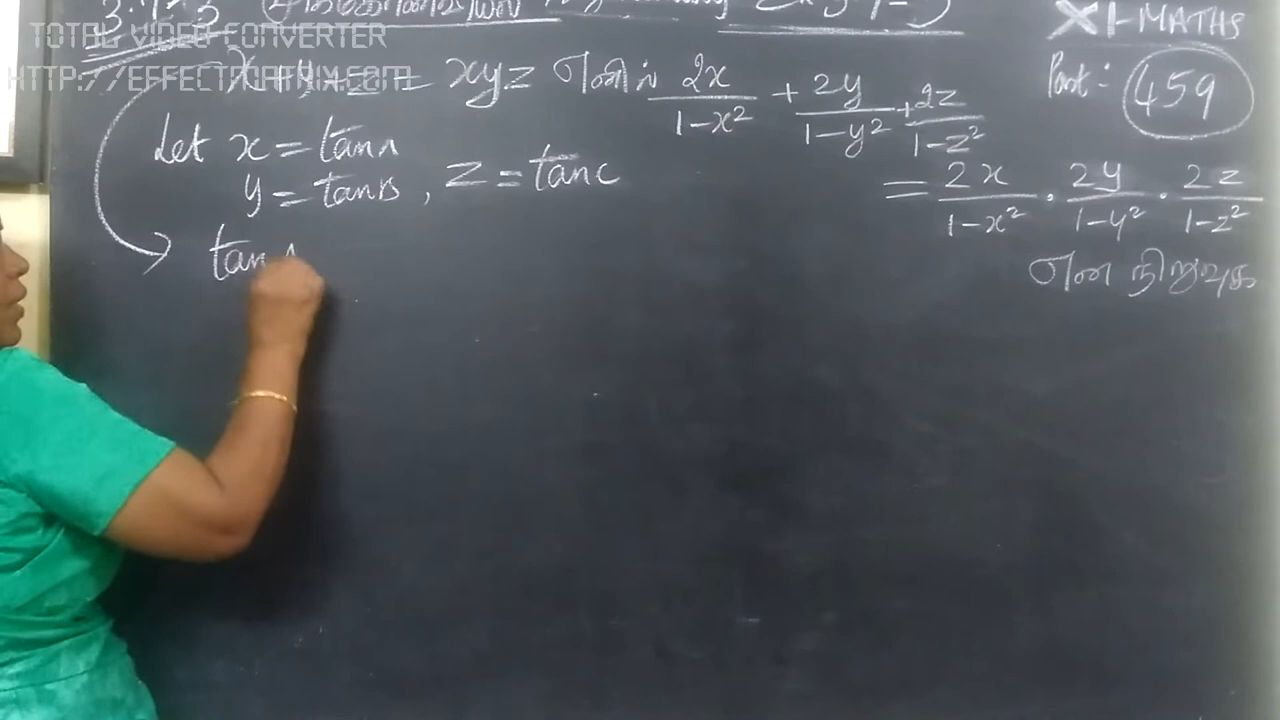 TOTAL VIDEO CONVERTER
HTTP://EFFECTMATRIX.COM
XI-MATHS
Part:- 459
x + y + z = xyz எனில் 2x/1-x² + 2y/1-y² + 2z/1-z²
= 2x/1-x² · 2y/1-y² · 2z/1-z²
என நிறுவுக
Let x = tanA
y = tanB, z = tanC
tan A